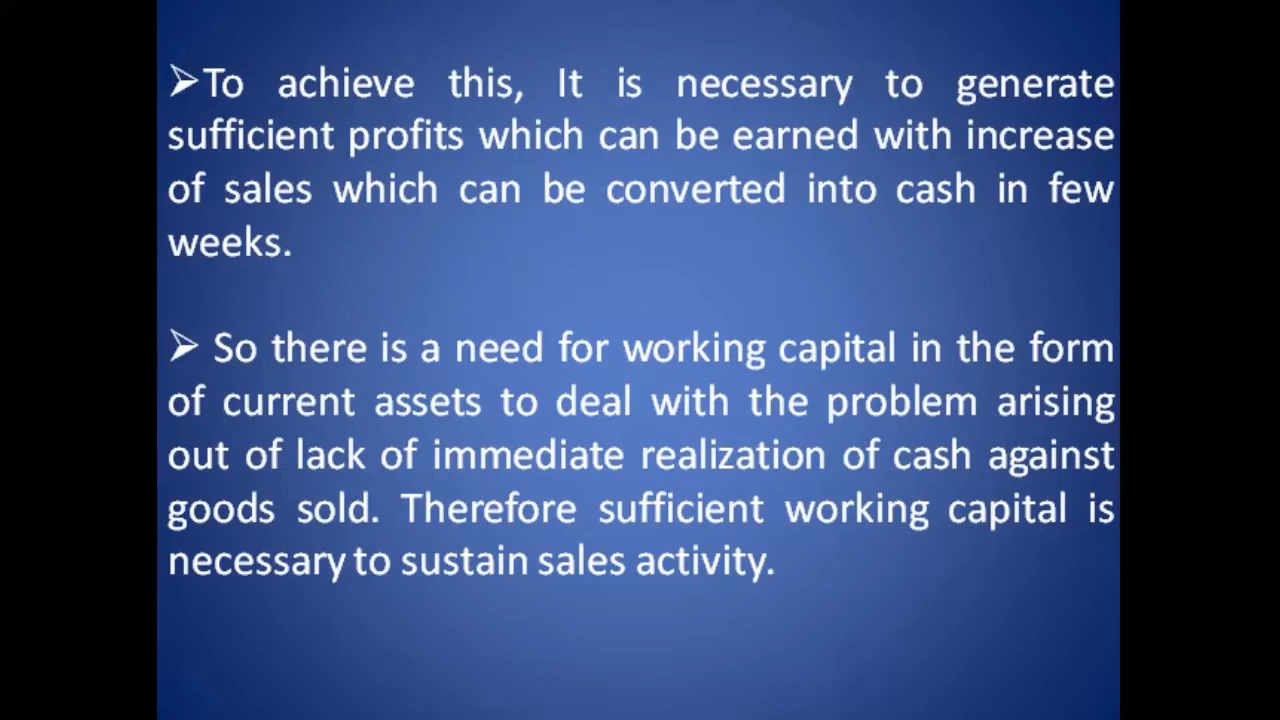 ➢To achieve this, It is necessary to generate
sufficient profits which can be earned with increase
of sales which can be converted into cash in few
weeks.
➢ So there is a need for working capital in the form
of current assets to deal with the problem arising
out of lack of immediate realization of cash against
goods sold. Therefore sufficient working capital is
necessary to sustain sales activity.